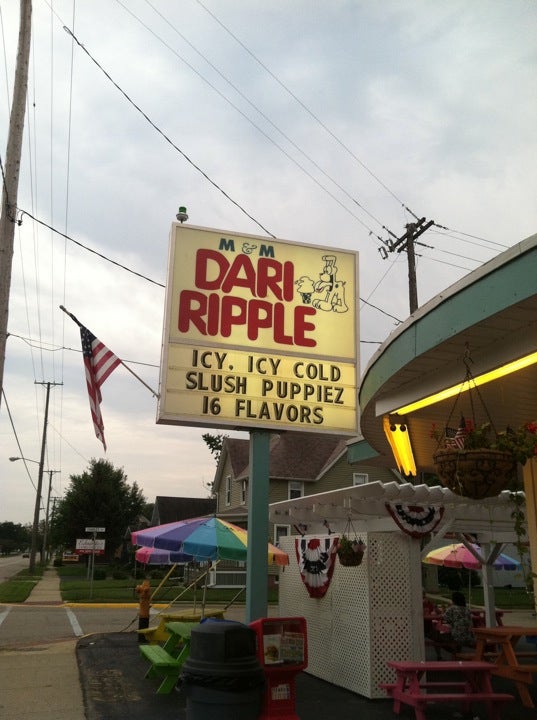 M & M
DARI
RIPPLE
ICY, ICY COLD
SLUSH PUPPIEZ
16 FLAVORS